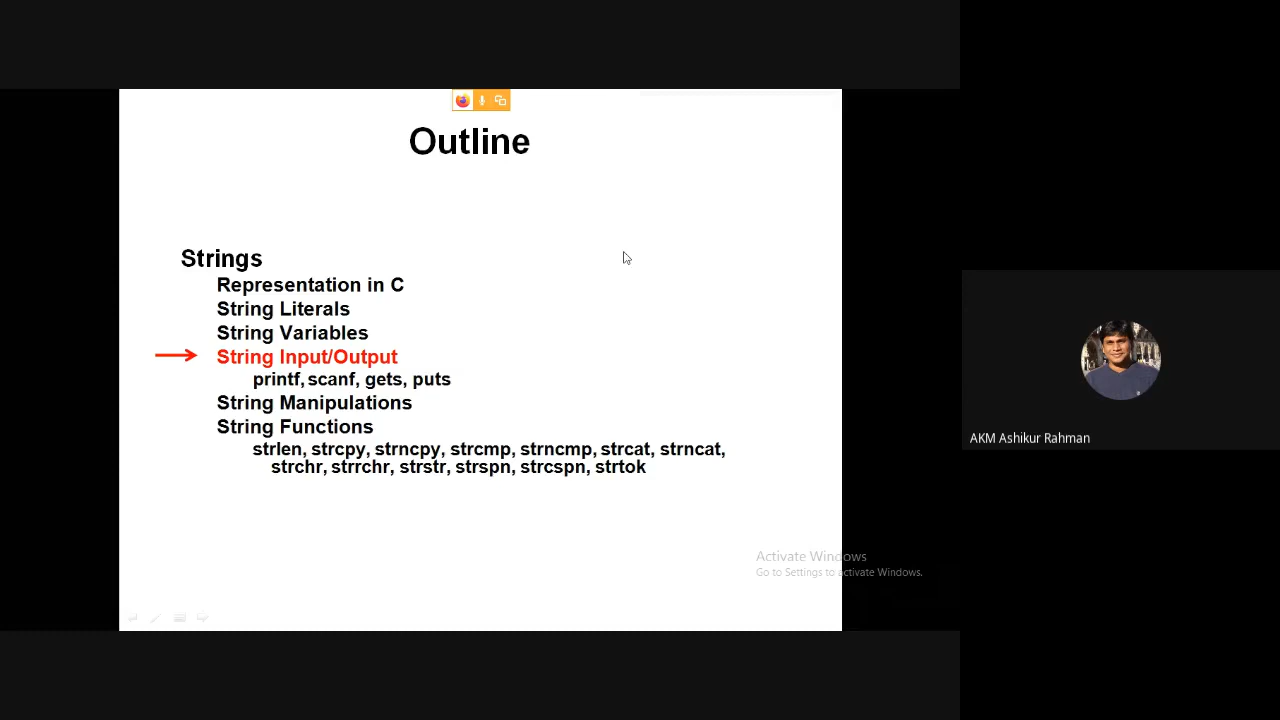 Outline
Strings
Representation in C
String Literals
String Variables
String Input/Output
printf, scanf, gets, puts
String Manipulations
String Functions
strlen, strcpy, strncpy, strcmp, strncmp, strcat, strncat,
strchr, strrchr, strstr, strspn, strcspn, strtok
Activate Windows
Go to Settings to activate Windows.
AKM Ashikur Rahman